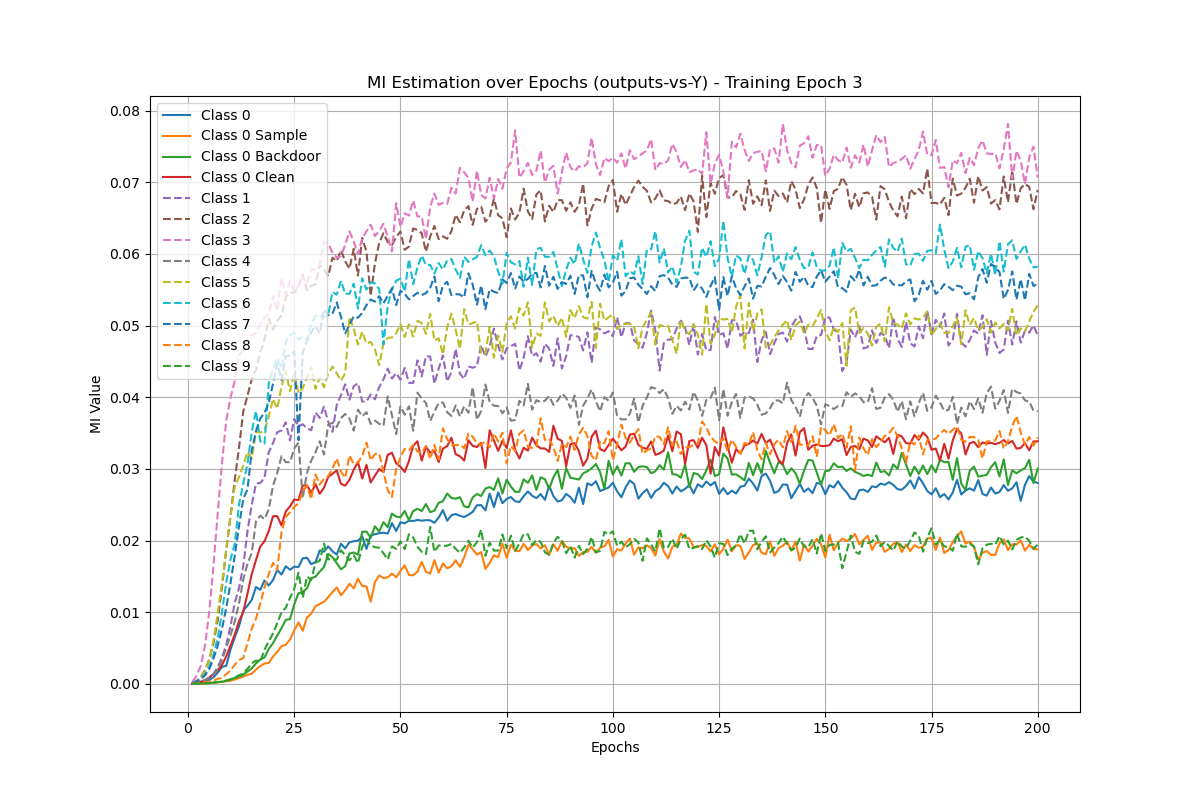 MI Estimation over Epochs (outputs-vs-Y) - Training Epoch 3
0.08
0.07
0.06
0.05
0.04
0.03
0.02
0.01
0.00
MI Value
Class 0
Class 0 Sample
Class 0 Backdoor
Class 0 Clean
Class 1
Class 2
Class 3
Class 4
Class 5
Class 6
Class 7
Class 8
Class 9
0 25 50 75 100 125 150 175 200
Epochs